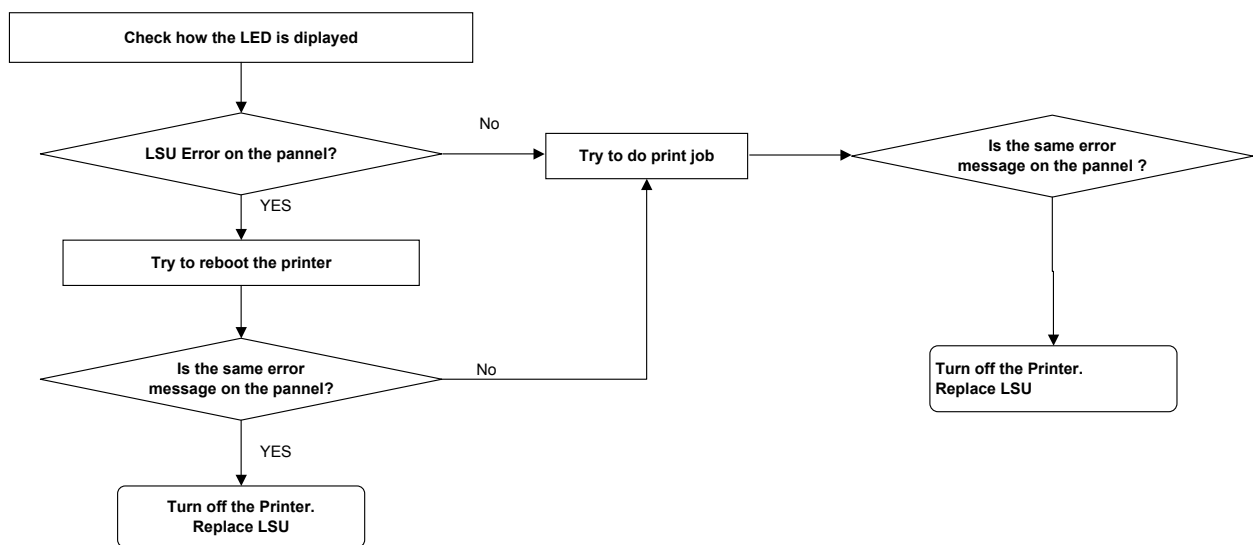 Check how the LED is diplayed
LSU Error on the pannel?
No
YES
Try to do print job
Is the same error
message on the pannel ?
Try to reboot the printer
Is the same error
message on the pannel?
No
YES
Turn off the Printer.
Replace LSU
Turn off the Printer.
Replace LSU